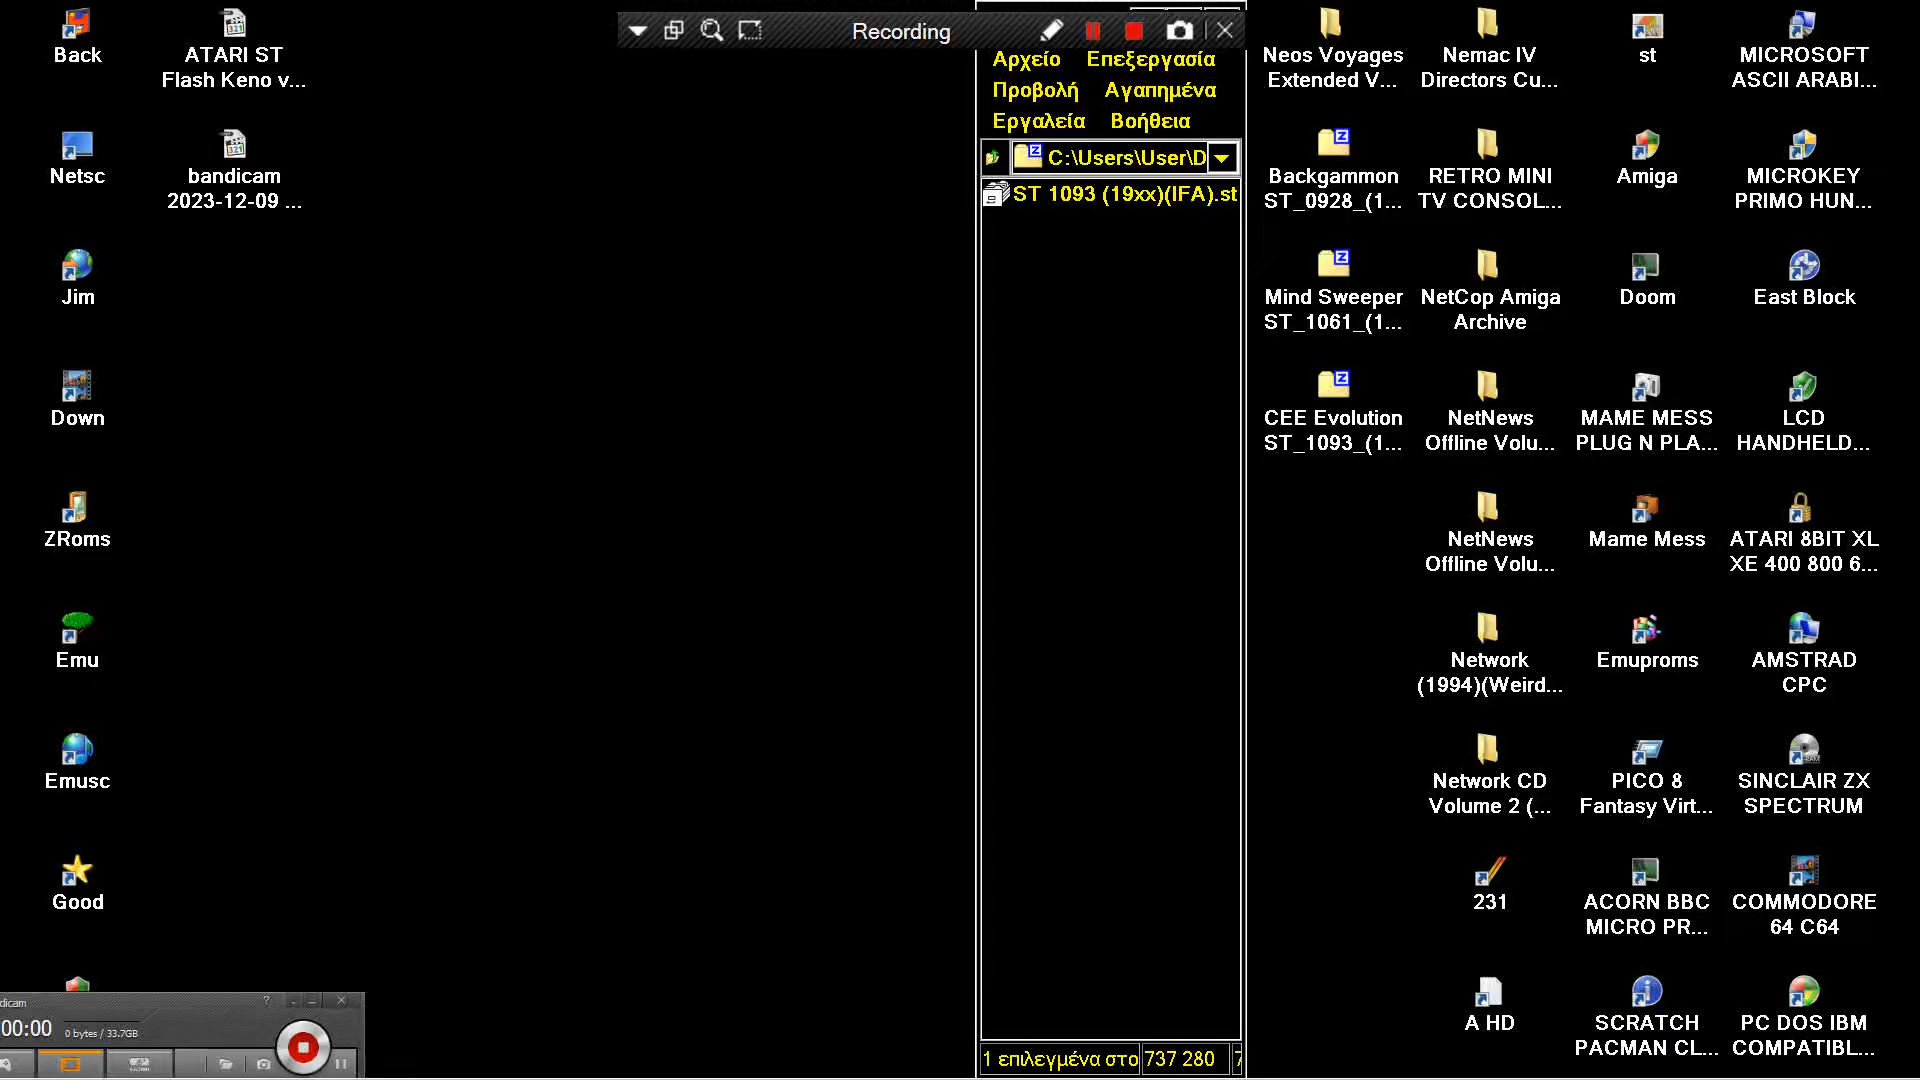 Back
Netsc
Jim
Down
ZRoms
Emu
Emusc
Good
ATARI ST
Flash Keno v...
bandicam
2023-12-09 ...
Recording
Αρχείο Επεξεργασία
Προβολή Αγαπημένα
Εργαλεία Βοήθεια
C:\Users\User\D
ST 1093 (19xx)(IFA).st
1 επιλεγμένα στο 737 280
Neos Voyages
Extended V...
Backgammon
ST_0928_(1...
Mind Sweeper
ST_1061_(1...
CEE Evolution
ST_1093_(1...
Nemac IV
Directors Cu...
RETRO MINI
TV CONSOL...
NetCop Amiga
Archive
NetNews
Offline Volu...
NetNews
Offline Volu...
Network
(1994)(Weird...
Network CD
Volume 2 (...
231
A HD
st
Amiga
Doom
MAME MESS
PLUG N PLA...
Mame Mess
Emuproms
PICO 8
Fantasy Virt...
ACORN BBC
MICRO PR...
SCRATCH
PACMAN CL...
MICROSOFT
ASCII ARABI...
MICROKEY
PRIMO HUN...
East Block
LCD
HANDHELD...
ATARI 8BIT XL
XE 400 800 6...
AMSTRAD
CPC
SINCLAIR ZX
SPECTRUM
COMMODORE
64 C64
PC DOS IBM
COMPATIBL...
dicam
00:00
0 bytes / 33.7GB